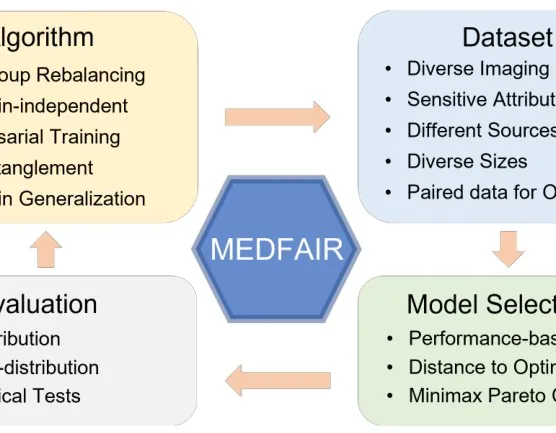 lgorithm
oup Rebalancing
in-independent
sarial Training
tanglement
in Generalization
Dataset
• Diverse Imaging
• Sensitive Attribut
• Different Sources
• Diverse Sizes
• Paired data for O
MEDFAIR
valuation
ribution
-distribution
ical Tests
Model Select
• Performance-bas
• Distance to Optim
• Minimax Pareto